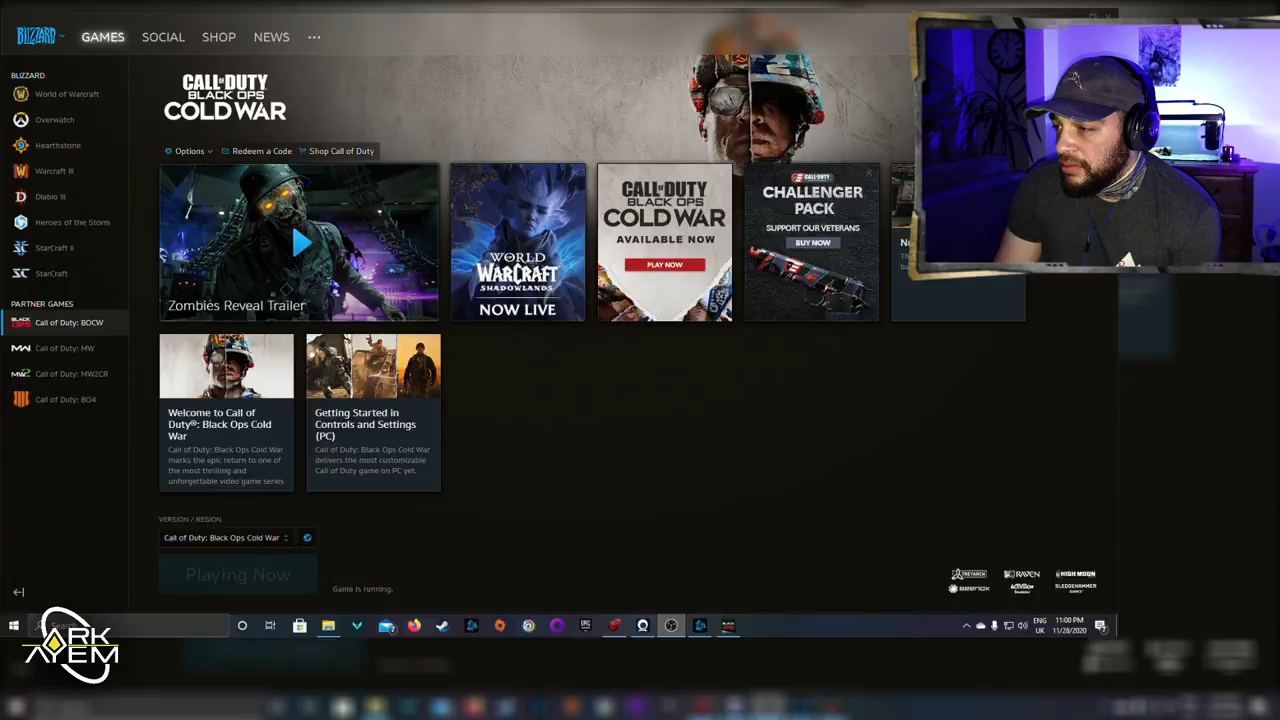 BLIZZARD
GAMES
SOCIAL
SHOP
NEWS
BLIZZARD
World of Warcraft
Overwatch
Hearthstone
Warcraft III
Diablo III
Heroes of the Storm
StarCraft II
StarCraft
PARTNER GAMES
Call of Duty: BOCW
Call of Duty: MW
Call of Duty: MW2CR
Call of Duty: BO4
CALL OF DUTY
BLACK OPS
COLD WAR
Options
Redeem a Code
Shop Call of Duty
Zombies Reveal Trailer
WORLD
OF
WARCRAFT
SHADOWLANDS
NOW LIVE
CALL OF DUTY
BLACK OPS
COLD WAR
AVAILABLE NOW
PLAY NOW
CALL OF DUTY
CHALLENGER
PACK
SUPPORT OUR VETERANS
BUY NOW
Welcome to Call of
Duty®: Black Ops Cold
War
Call of Duty: Black Ops Cold War
marks the epic return to one of
the most thrilling and
unforgettable video game series
Getting Started in
Controls and Settings
(PC)
Call of Duty: Black Ops Cold War
delivers the most customizable
Call of Duty game on PC yet.
VERSION / REGION
Call of Duty: Black Ops Cold War
Playing Now
Game is running.
TREYARCH
RAVEN
HIGH MOON
BEENOX
ACTIVISION
SLEDGEHAMMER
GAMES
Search
EPIC
ENG
UK
11:00 PM
11/28/2020
ARK
AYEM